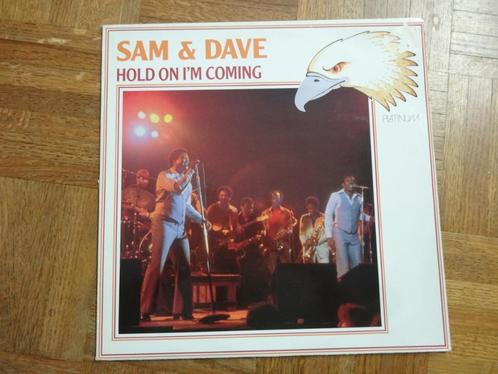 SAM & DAVE
HOLD ON I'M COMING
PLATINUM